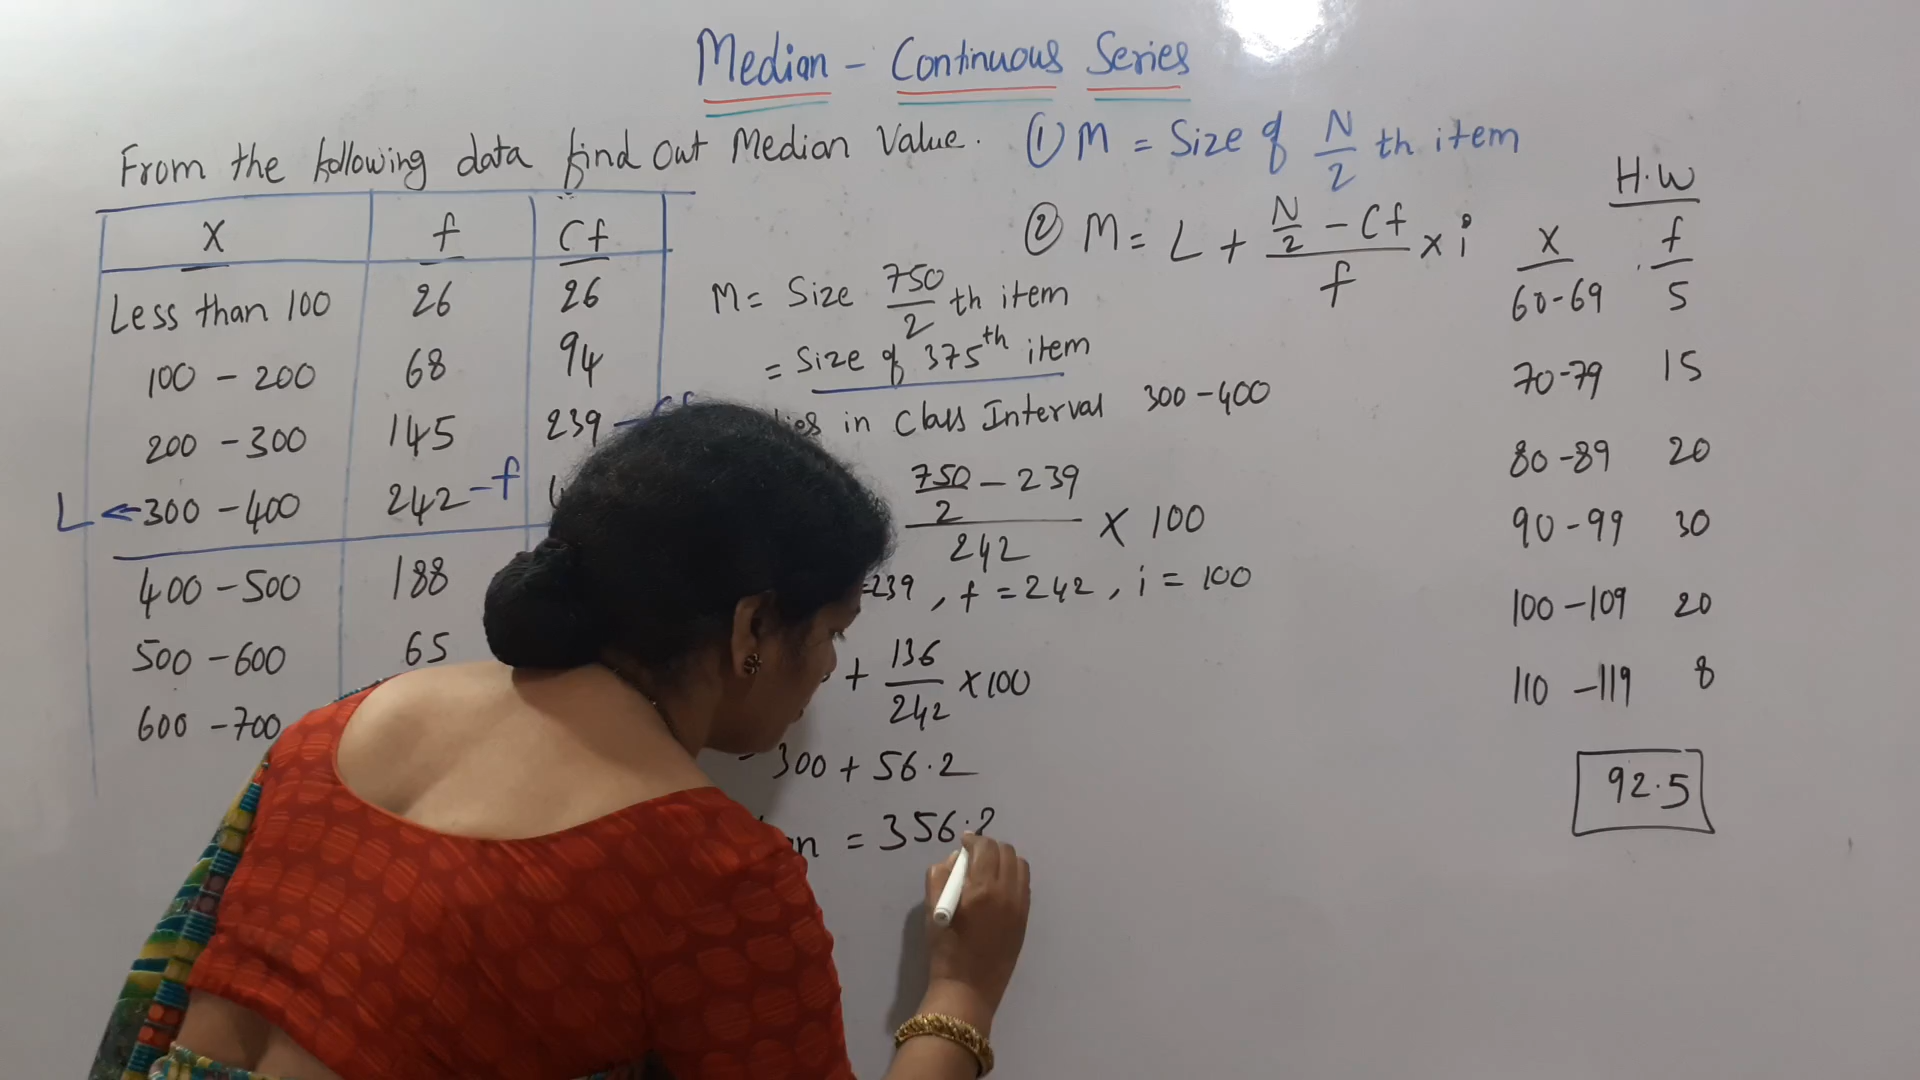 Median - Continuous Series
From the following data find out Median Value.
X f Cf
Less than 100 26 26
100 - 200 68 94
200 - 300 145 239 - Cf
L ← 300 - 400 242 - f
400 - 500 188
500 - 600 65
600 - 700
① M = Size of N/2 th item
② M = L + (N/2 - Cf)/f × i
M = Size 750/2 th item
= Size of 375th item
in Class Interval 300 - 400
(750/2 - 239)/242 × 100
=239, f = 242, i = 100
+ 136/242 × 100
300 + 56.2
= 356.2
H.W
X f
60-69 5
70-79 15
80-89 20
90-99 30
100-109 20
110-119 8
92.5